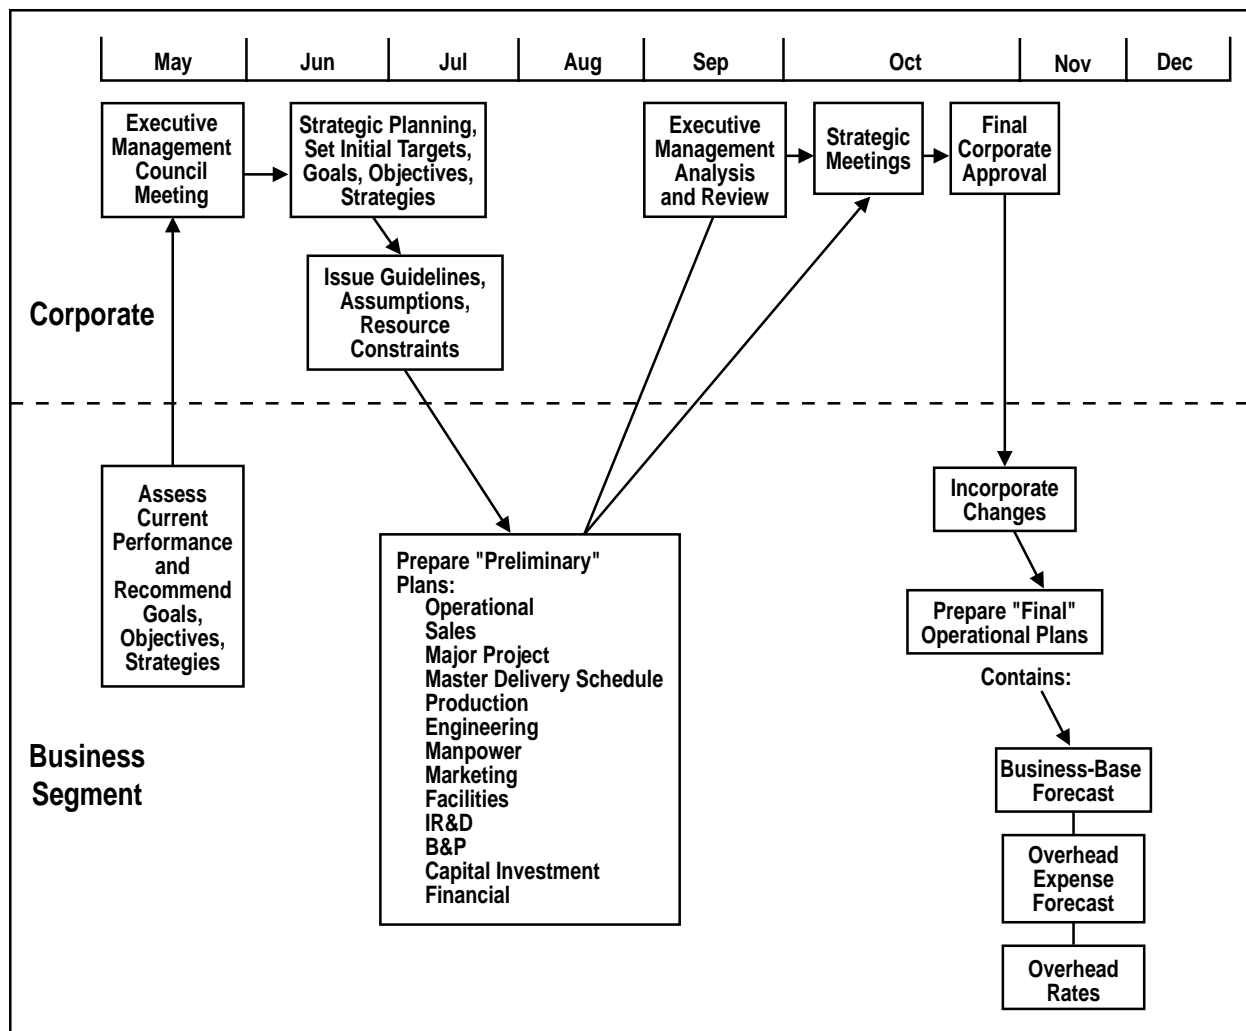 May
Jun
Jul
Aug
Sep
Oct
Nov
Dec
Executive
Management
Council
Meeting
Strategic Planning,
Set Initial Targets,
Goals, Objectives,
Strategies
Executive
Management
Analysis
and Review
Strategic
Meetings
Final
Corporate
Approval
Issue Guidelines,
Assumptions,
Resource
Constraints
Corporate
Assess
Current
Performance
and
Recommend
Goals,
Objectives,
Strategies
Prepare "Preliminary"
Plans:
Operational
Sales
Major Project
Master Delivery Schedule
Production
Engineering
Manpower
Marketing
Facilities
IR&D
B&P
Capital Investment
Financial
Incorporate
Changes
Prepare "Final"
Operational Plans
Contains:
Business
Segment
Business-Base
Forecast
Overhead
Expense
Forecast
Overhead
Rates